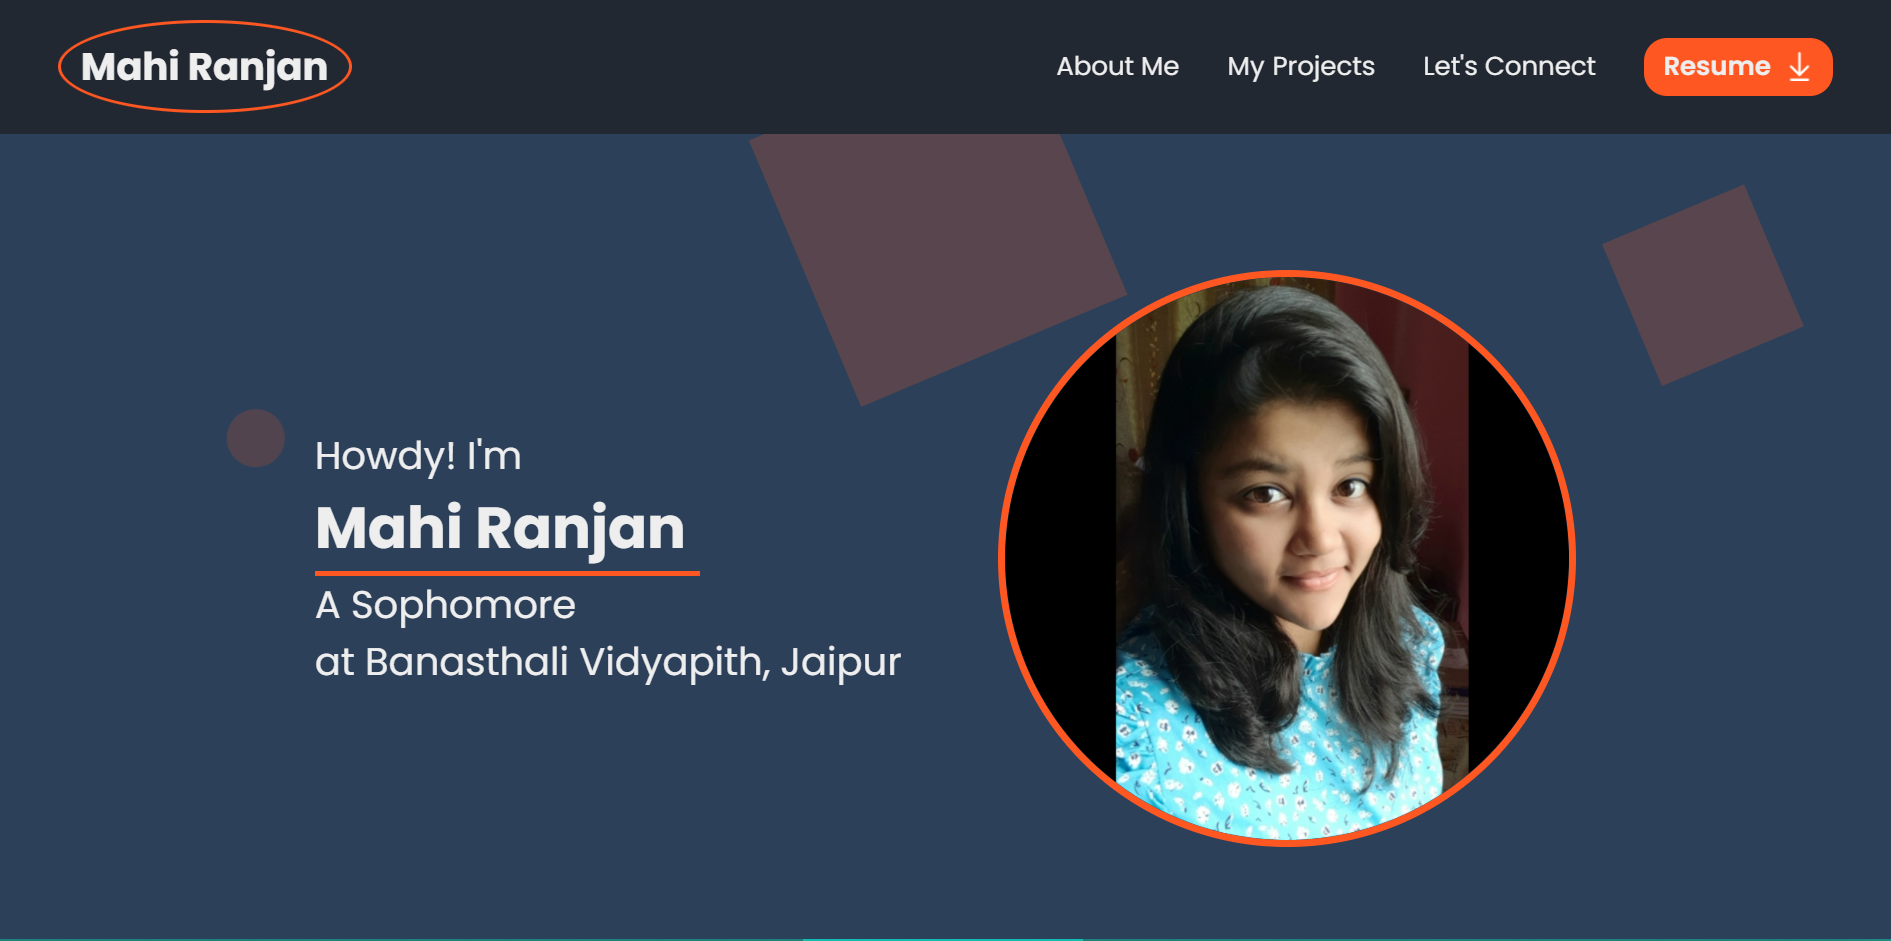 Mahi Ranjan
About Me
My Projects
Let's Connect
Resume
Howdy! I'm
Mahi Ranjan
A Sophomore
at Banasthali Vidyapith, Jaipur